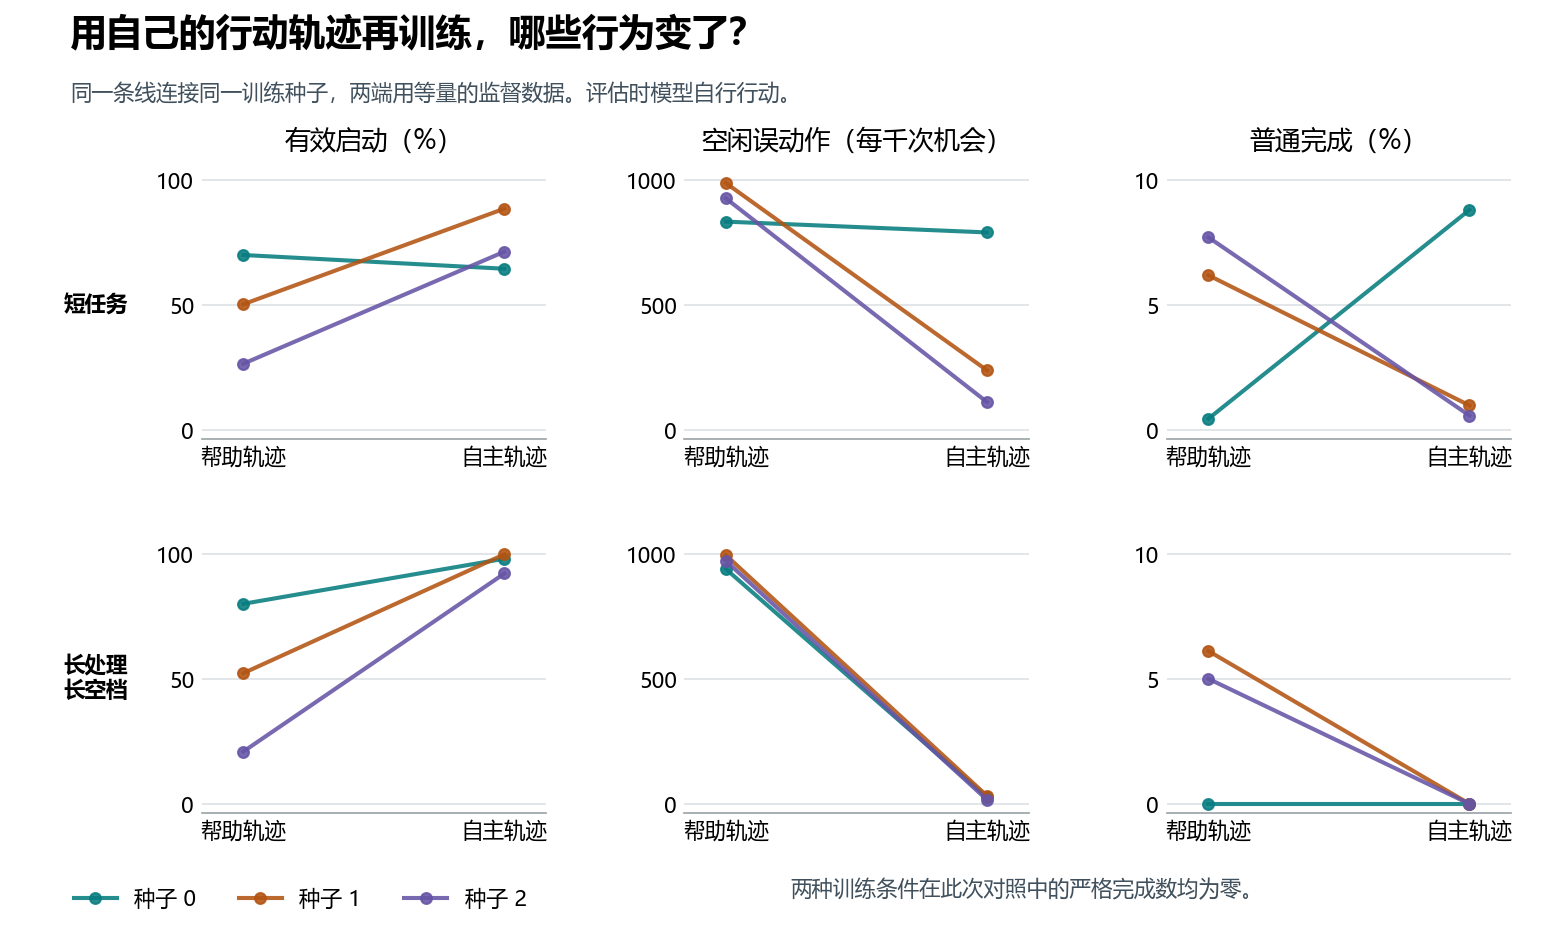 用自己的行动轨迹再训练，哪些行为变了？
同一条线连接同一训练种子，两端用等量的监督数据。评估时模型自行行动。
有效启动（%）
空闲误动作（每千次机会）
普通完成（%）
短任务
100
50
0
帮助轨迹
自主轨迹
1000
500
0
帮助轨迹
自主轨迹
10
5
0
帮助轨迹
自主轨迹
长处理
长空档
100
50
0
帮助轨迹
自主轨迹
1000
500
0
帮助轨迹
自主轨迹
10
5
0
帮助轨迹
自主轨迹
种子 0
种子 1
种子 2
两种训练条件在此次对照中的严格完成数均为零。